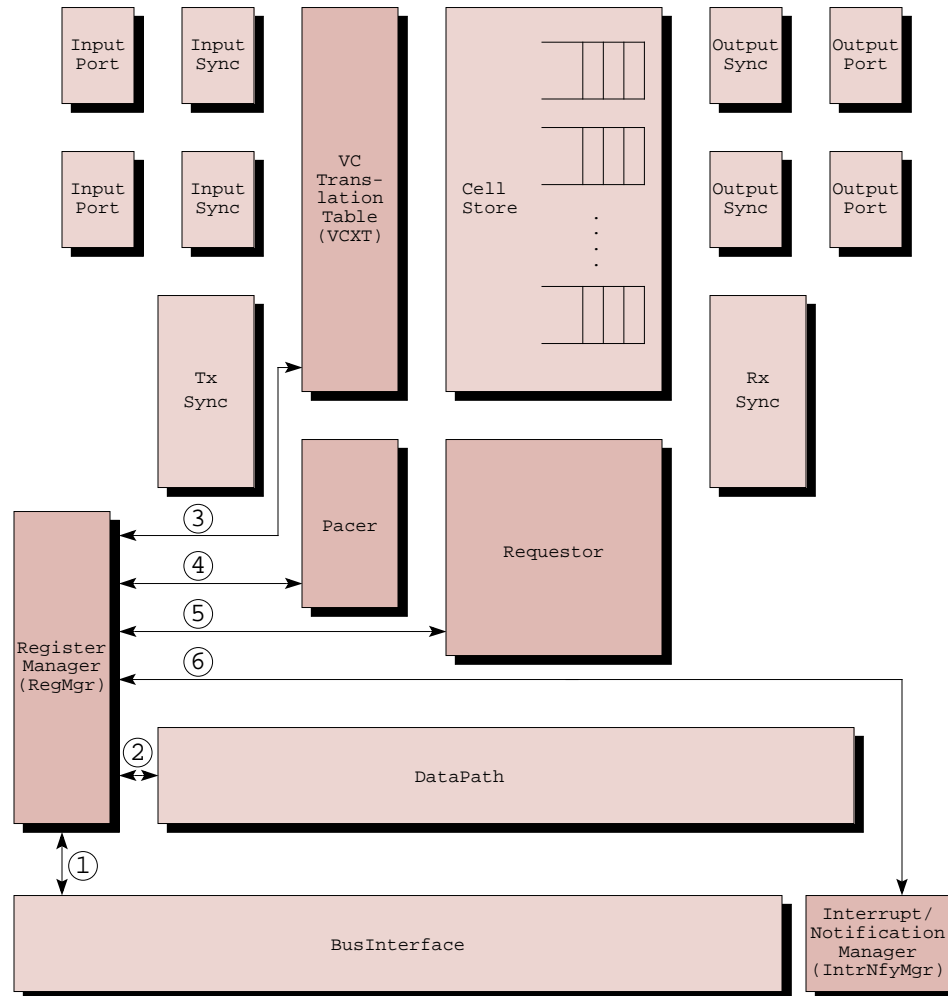 Input
Port
Input
Sync
VC
Trans-
lation
Table
(VCXT)
Cell
Store
Output
Sync
Output
Port
Input
Port
Input
Sync
Output
Sync
Output
Port
Tx
Sync
Rx
Sync
3
Pacer
Requestor
4
5
Register
Manager
(RegMgr)
6
2
DataPath
1
BusInterface
Interrupt/
Notification
Manager
(IntrNfyMgr)